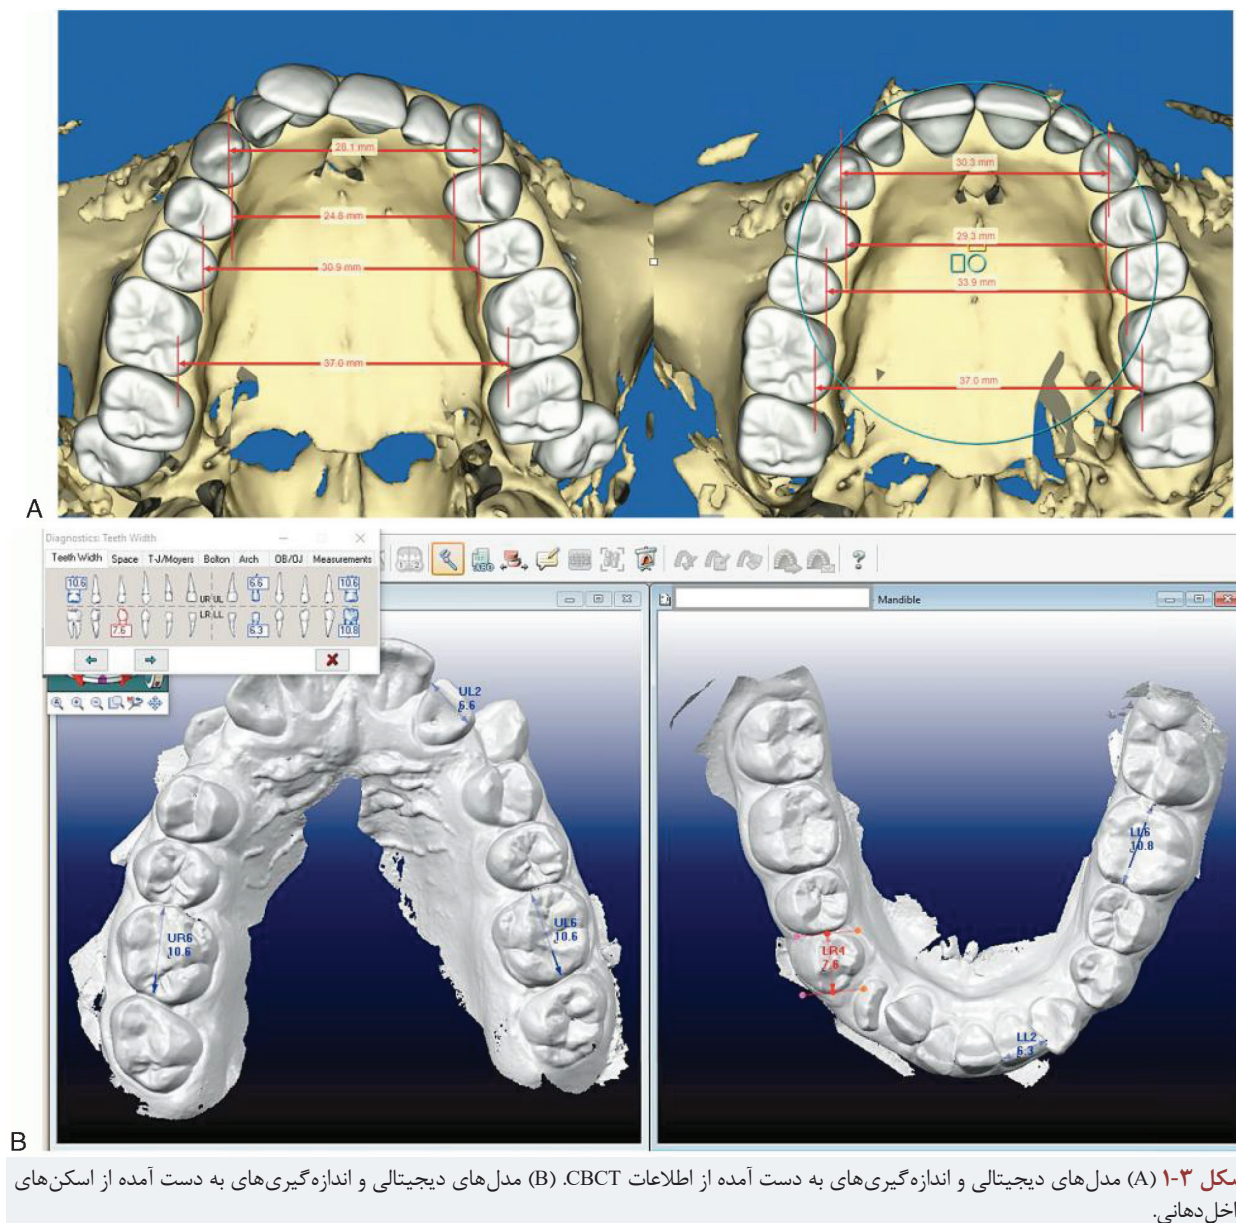 28.1 mm
24.8 mm
30.9 mm
37.0 mm
30.3 mm
29.3 mm
33.9 mm
37.0 mm
A
Diagnostics: Teeth Width
Teeth Width Space T-J/Moyers Bolton Arch OB/OJ Measurements
10.6 6.6 10.6
UR UL
LR LL
7.6 6.3 10.8
Mandible
UL2
6.6
UR6
10.6
UL6
10.6
LL6
10.8
LR4
7.6
LL2
6.3
B
شکل ۳-۱ (A) مدل‌های دیجیتالی و اندازه‌گیری‌های به دست آمده از اطلاعات CBCT. (B) مدل‌های دیجیتالی و اندازه‌گیری‌های به دست آمده از اسکن‌های
داخل‌دهانی.